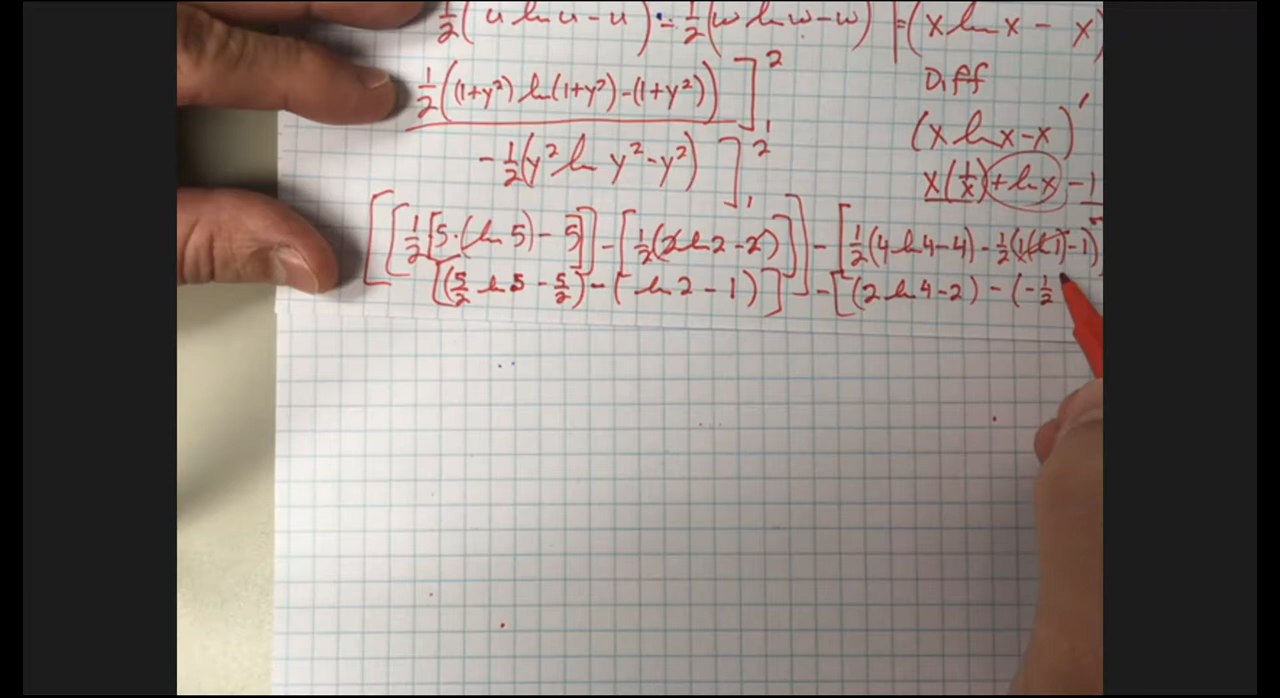 1/2(u ln u - u) - 1/2(w ln w - w) = (x ln x - x)
1/2((1+y²) ln(1+y²) - (1+y²))]₁²
-1/2(y² ln y² - y²)]₁²
Diff
(x ln x - x)'
x(1/x) + ln x - 1
[[1/2[5·(ln 5) - 5]] - [1/2(2 ln 2 - 2)]] - [1/2(4 ln 4 - 4) - 1/2(1(ln 1) - 1)]
[(5/2 ln 5 - 5/2) - (ln 2 - 1)] - [(2 ln 4 - 2) - (-1/2